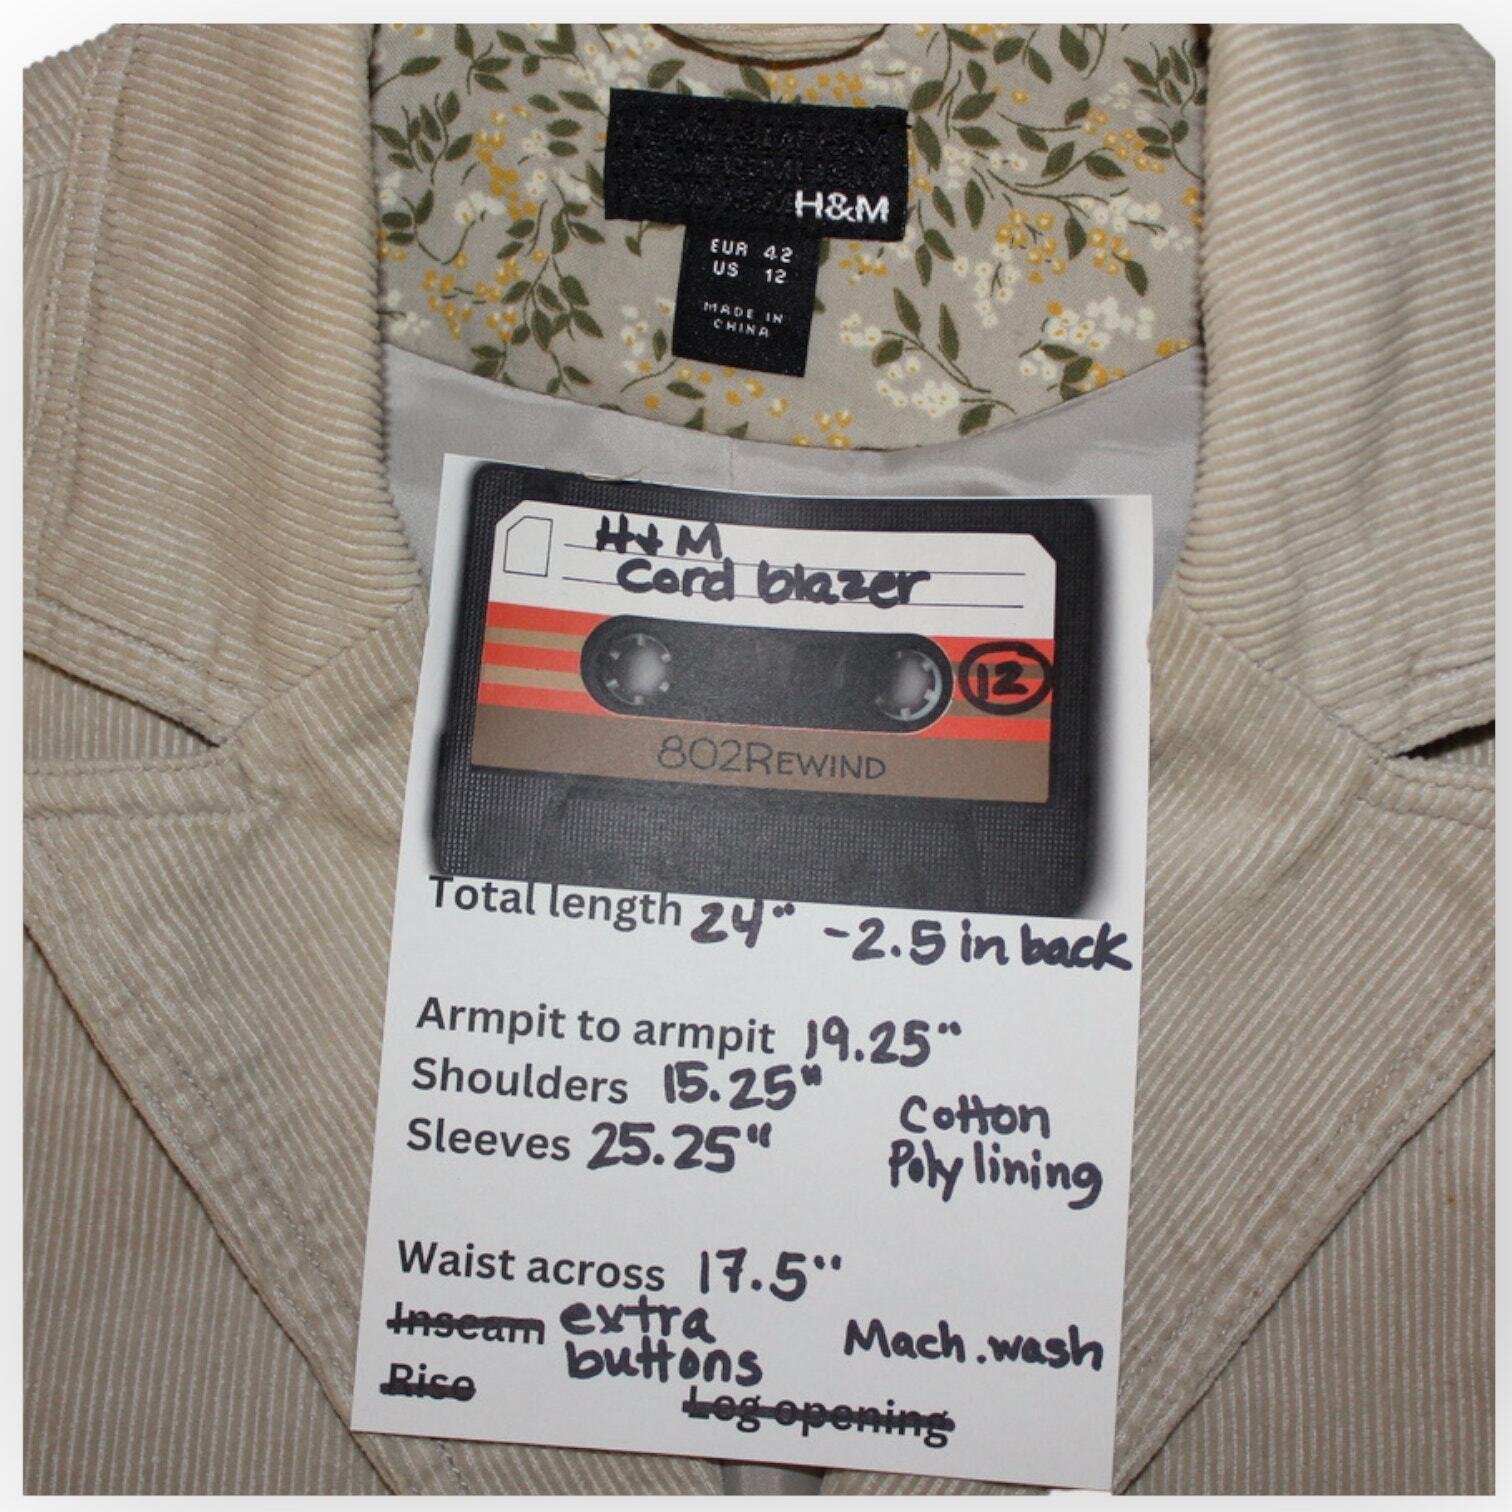 H&M
EUR 42
US 12
MADE IN
CHINA
H+M
Cord blazer
12
802REWIND
Total length 24" -2.5 in back
Armpit to armpit 19.25"
Shoulders 15.25"
Sleeves 25.25"
Cotton
Poly lining
Waist across 17.5"
Inseam extra
buttons
Mach. wash
Rise
Leg opening